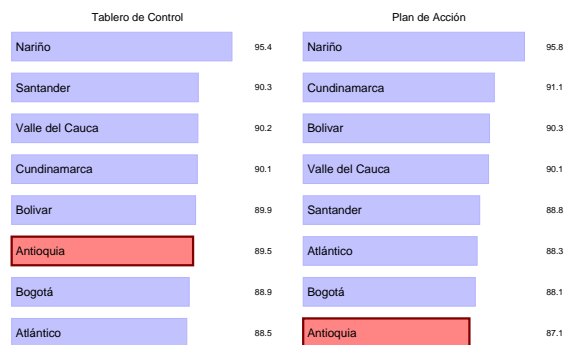 Tablero de Control
Nariño 95.4
Santander 90.3
Valle del Cauca 90.2
Cundinamarca 90.1
Bolivar 89.9
Antioquia 89.5
Bogotá 88.9
Atlántico 88.5
Plan de Acción
Nariño 95.8
Cundinamarca 91.1
Bolivar 90.3
Valle del Cauca 90.1
Santander 88.8
Atlántico 88.3
Bogotá 88.1
Antioquia 87.1